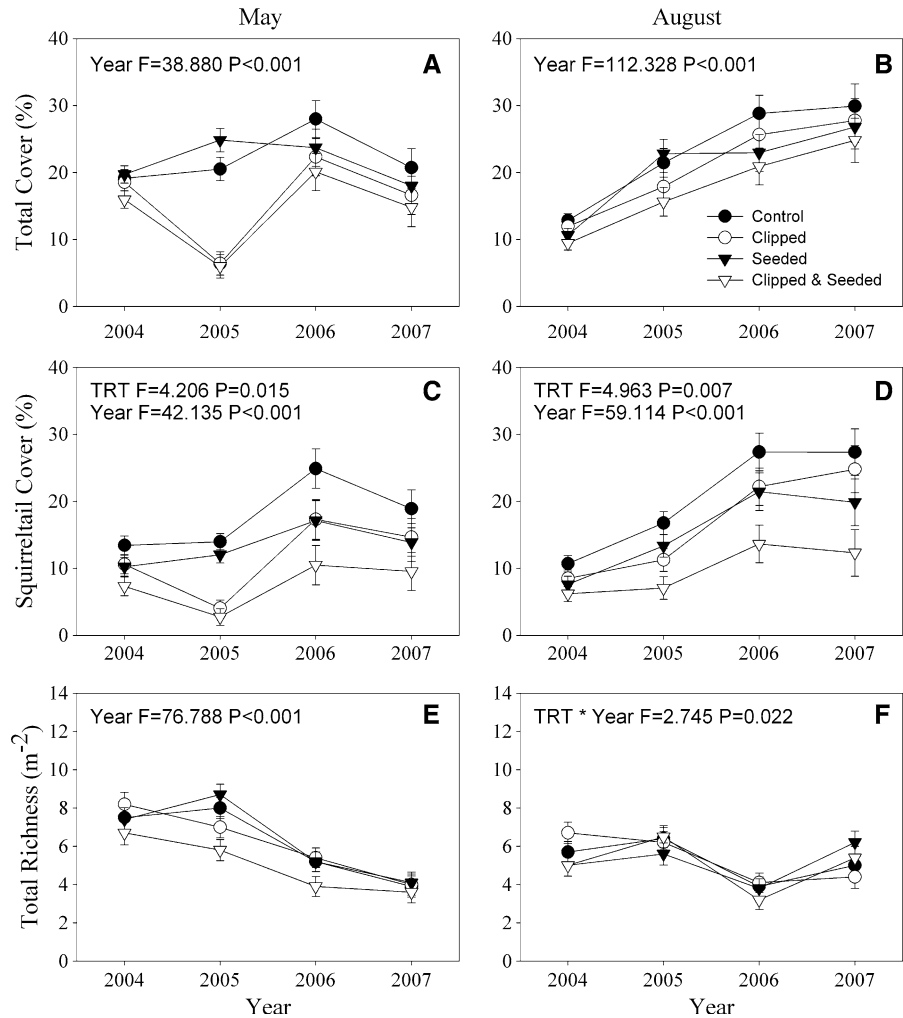 May
August
40
30
20
10
0
Total Cover (%)
Year F=38.880 P<0.001
A
2004 2005 2006 2007
40
30
20
10
0
Year F=112.328 P<0.001
B
Control
Clipped
Seeded
Clipped & Seeded
2004 2005 2006 2007
40
30
20
10
0
Squirreltail Cover (%)
TRT F=4.206 P=0.015
Year F=42.135 P<0.001
C
2004 2005 2006 2007
40
30
20
10
0
TRT F=4.963 P=0.007
Year F=59.114 P<0.001
D
2004 2005 2006 2007
14
12
10
8
6
4
2
0
Total Richness (m-2)
Year F=76.788 P<0.001
E
2004 2005 2006 2007
Year
14
12
10
8
6
4
2
0
TRT * Year F=2.745 P=0.022
F
2004 2005 2006 2007
Year